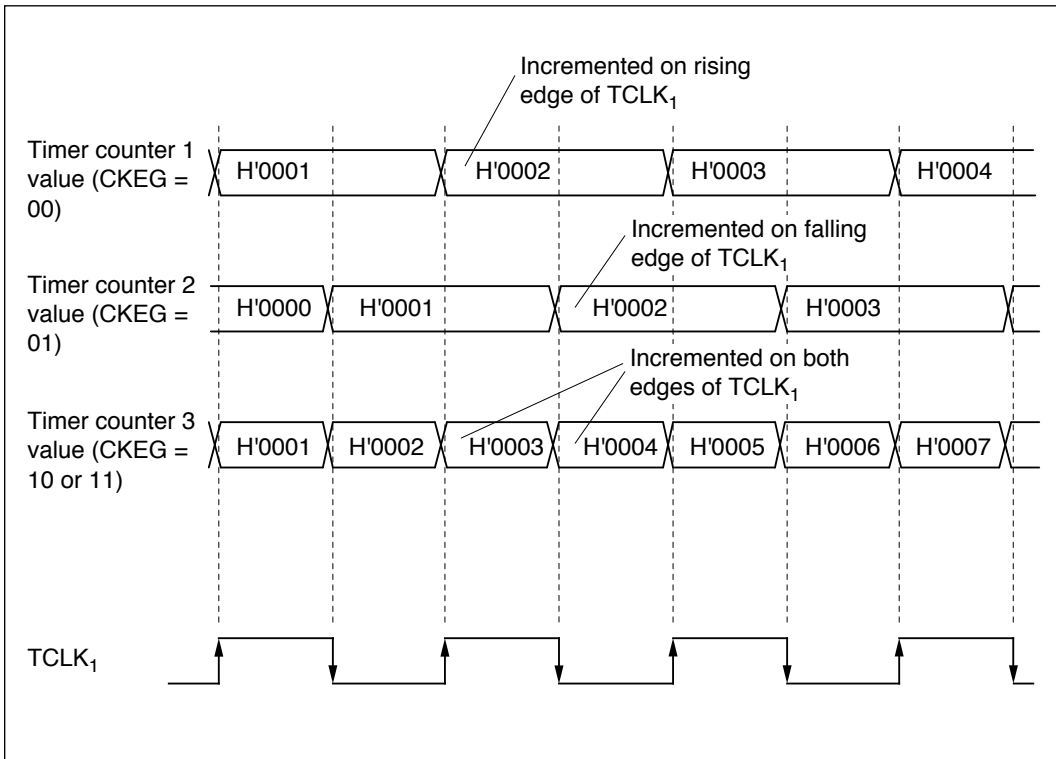 Incremented on rising
edge of TCLK₁
Timer counter 1
value (CKEG =
00)
H'0001
H'0002
H'0003
H'0004
Incremented on falling
edge of TCLK₁
Timer counter 2
value (CKEG =
01)
H'0000
H'0001
H'0002
H'0003
Incremented on both
edges of TCLK₁
Timer counter 3
value (CKEG =
10 or 11)
H'0001
H'0002
H'0003
H'0004
H'0005
H'0006
H'0007
TCLK₁